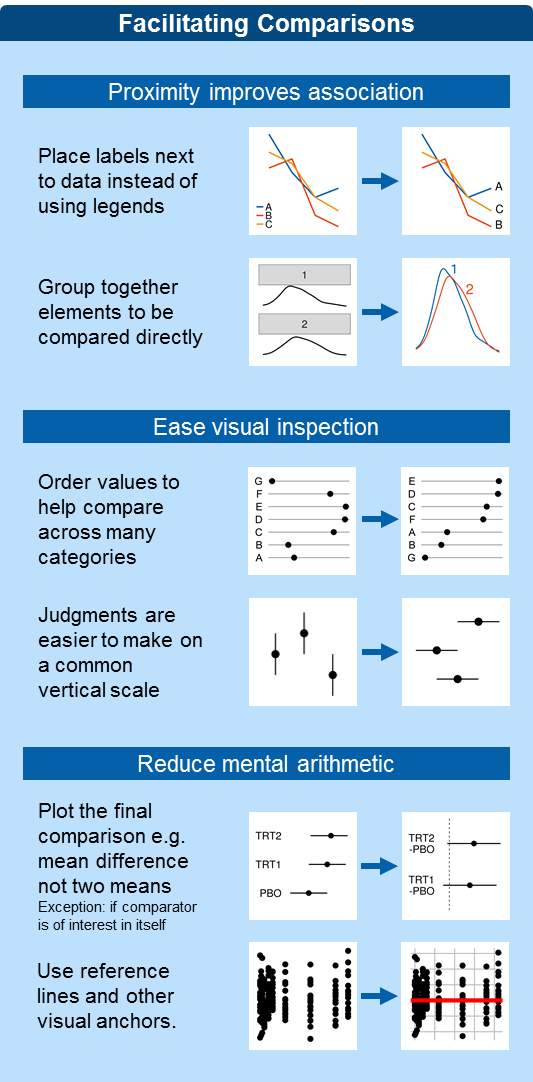 Facilitating Comparisons
Proximity improves association
Place labels next
to data instead of
using legends
A
B
C
A
C
B
Group together
elements to be
compared directly
1
2
1
2
Ease visual inspection
Order values to
help compare
across many
categories
G
F
E
D
C
B
A
E
D
C
F
A
B
G
Judgments are
easier to make on
a common
vertical scale
Reduce mental arithmetic
Plot the final
comparison e.g.
mean difference
not two means
Exception: if comparator
is of interest in itself
TRT2
TRT1
PBO
TRT2
-PBO
TRT1
-PBO
Use reference
lines and other
visual anchors.